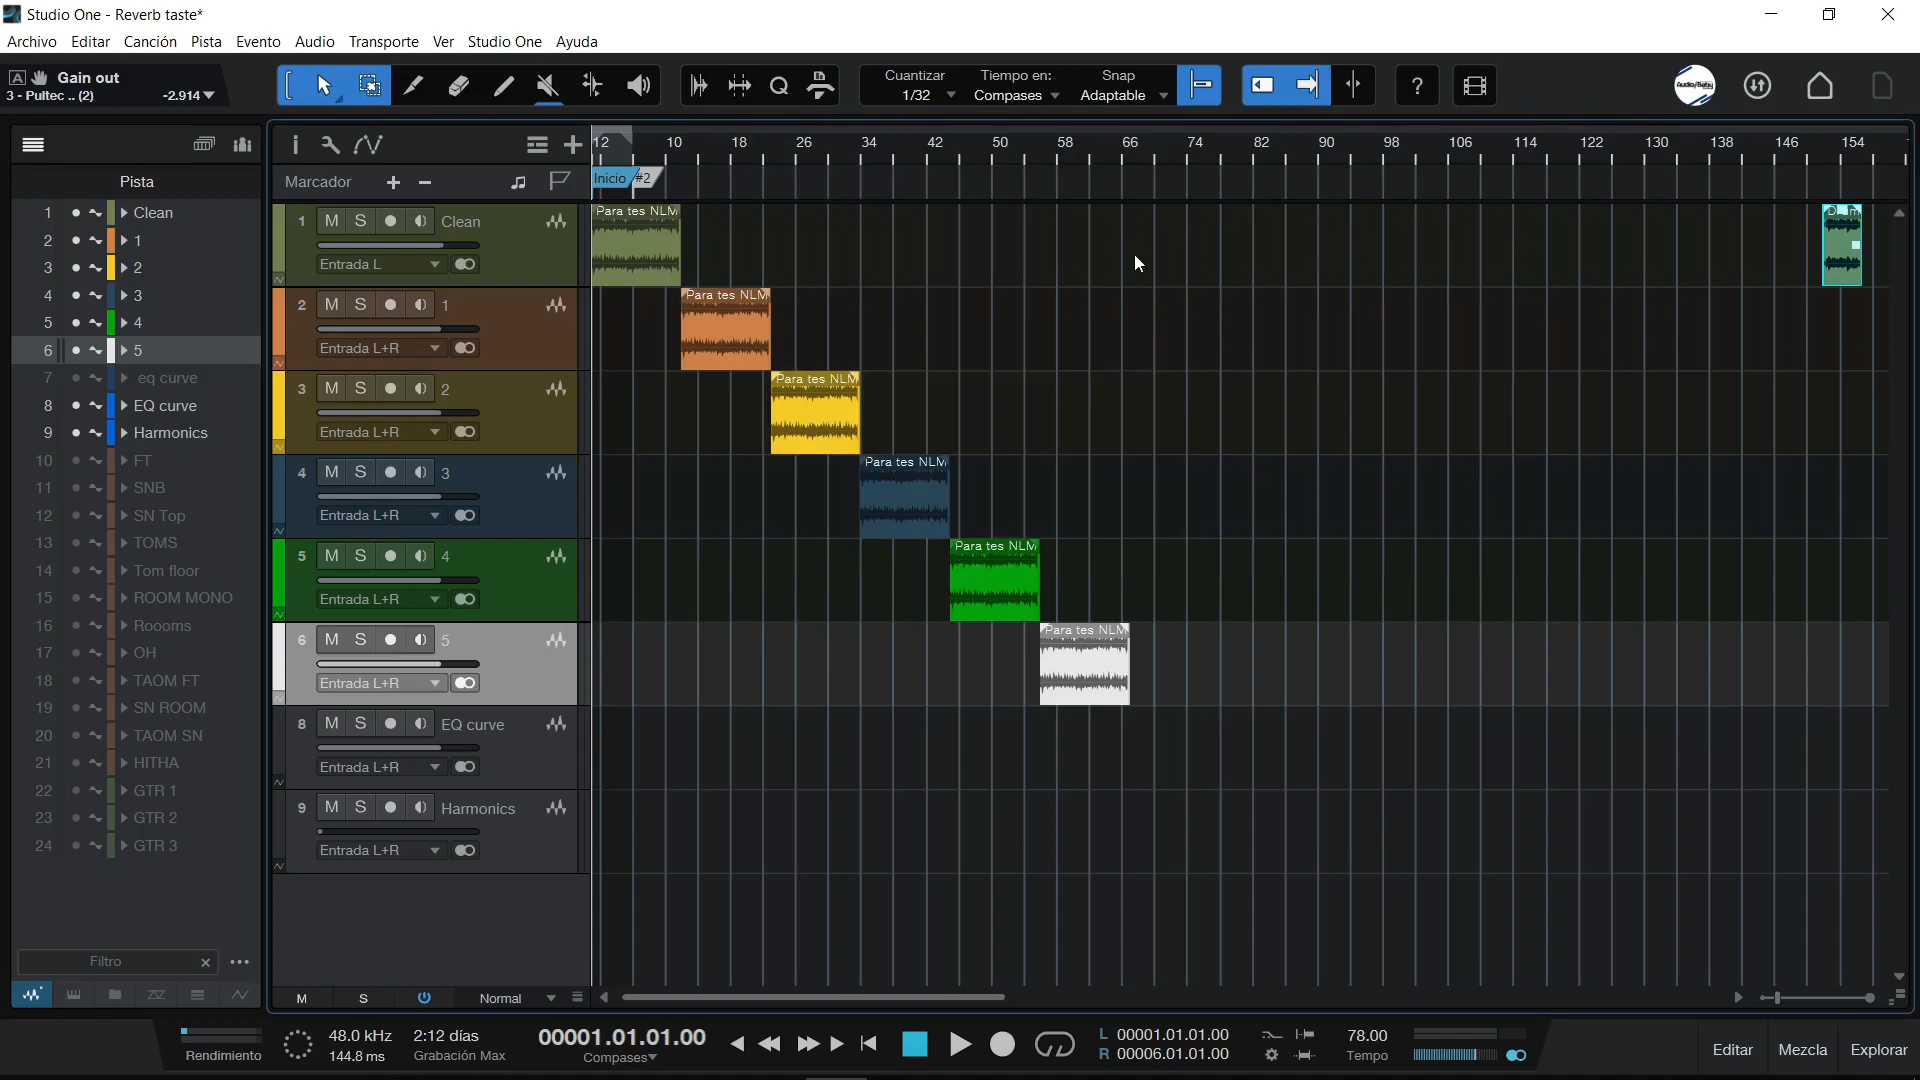 Studio One - Reverb taste*
Archivo Editar Canción Pista Evento Audio Transporte Ver Studio One Ayuda
A Gain out
3 - Pultec .. (2) -2.914
Cuantizar Tiempo en: Snap
1/32 Compases Adaptable
Q ?
Audio/Baby
Pista
1 Clean
2 1
3 2
4 3
5 4
6 5
7 eq curve
8 EQ curve
9 Harmonics
10 FT
11 SNB
12 SN Top
13 TOMS
14 Tom floor
15 ROOM MONO
16 Roooms
17 OH
18 TAOM FT
19 SN ROOM
20 TAOM SN
21 HITHA
22 GTR 1
23 GTR 2
24 GTR 3
Filtro
Marcador
12 10 18 26 34 42 50 58 66 74 82 90 98 106 114 122 130 138 146 154
Inicio #2
1 M S Clean
Entrada L
2 M S 1
Entrada L+R
3 M S 2
Entrada L+R
4 M S 3
Entrada L+R
5 M S 4
Entrada L+R
6 M S 5
Entrada L+R
8 M S EQ curve
Entrada L+R
9 M S Harmonics
Entrada L+R
Para tes NLM
Para tes NLM
Para tes NLM
Para tes NLM
Para tes NLM
Para tes NLM
M S Normal
Rendimiento
48.0 kHz
144.8 ms
2:12 días
Grabación Max
00001.01.01.00
Compases
L 00001.01.01.00
R 00006.01.01.00
78.00
Tempo
Editar Mezcla Explorar